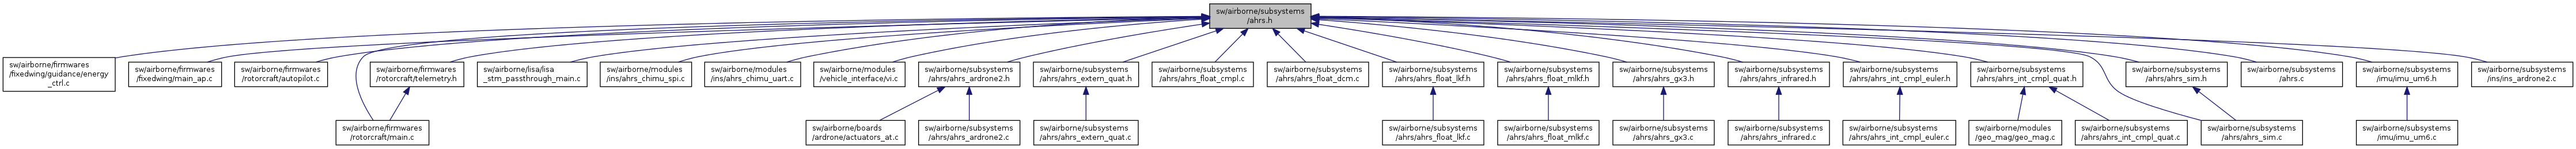 sw/airborne/subsystems
/ahrs.h
sw/airborne/firmwares
/fixedwing/guidance/energy
_ctrl.c
sw/airborne/firmwares
/fixedwing/main_ap.c
sw/airborne/firmwares
/rotorcraft/autopilot.c
sw/airborne/firmwares
/rotorcraft/telemetry.h
sw/airborne/lisa/lisa
_stm_passthrough_main.c
sw/airborne/modules
/ins/ahrs_chimu_spi.c
sw/airborne/modules
/ins/ahrs_chimu_uart.c
sw/airborne/modules
/vehicle_interface/vi.c
sw/airborne/subsystems
/ahrs/ahrs_ardrone2.h
sw/airborne/subsystems
/ahrs/ahrs_extern_quat.h
sw/airborne/subsystems
/ahrs/ahrs_float_cmpl.c
sw/airborne/subsystems
/ahrs/ahrs_float_dcm.c
sw/airborne/subsystems
/ahrs/ahrs_float_lkf.h
sw/airborne/subsystems
/ahrs/ahrs_float_mlkf.h
sw/airborne/subsystems
/ahrs/ahrs_gx3.h
sw/airborne/subsystems
/ahrs/ahrs_infrared.h
sw/airborne/subsystems
/ahrs/ahrs_int_cmpl_euler.h
sw/airborne/subsystems
/ahrs/ahrs_int_cmpl_quat.h
sw/airborne/subsystems
/ahrs/ahrs_sim.h
sw/airborne/subsystems
/ahrs.c
sw/airborne/subsystems
/imu/imu_um6.h
sw/airborne/subsystems
/ins/ins_ardrone2.c
sw/airborne/firmwares
/rotorcraft/main.c
sw/airborne/boards
/ardrone/actuators_at.c
sw/airborne/subsystems
/ahrs/ahrs_ardrone2.c
sw/airborne/subsystems
/ahrs/ahrs_extern_quat.c
sw/airborne/subsystems
/ahrs/ahrs_float_lkf.c
sw/airborne/subsystems
/ahrs/ahrs_float_mlkf.c
sw/airborne/subsystems
/ahrs/ahrs_gx3.c
sw/airborne/subsystems
/ahrs/ahrs_infrared.c
sw/airborne/subsystems
/ahrs/ahrs_int_cmpl_euler.c
sw/airborne/modules
/geo_mag/geo_mag.c
sw/airborne/subsystems
/ahrs/ahrs_int_cmpl_quat.c
sw/airborne/subsystems
/ahrs/ahrs_sim.c
sw/airborne/subsystems
/imu/imu_um6.c